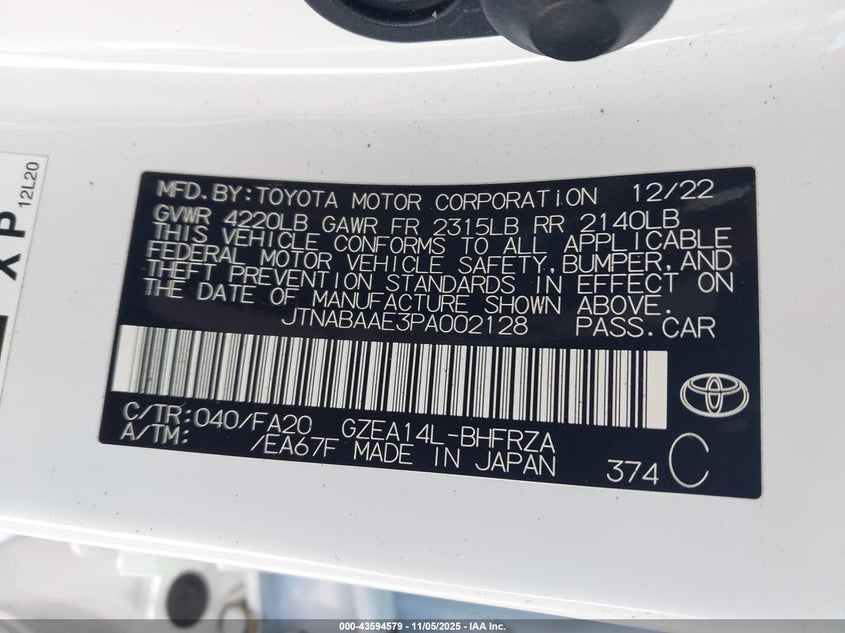 XP
12L20
MFD.BY:TOYOTA MOTOR CORPORATION 12/22
GVWR 4220LB GAWR FR 2315LB RR 2140LB
THIS VEHICLE CONFORMS TO ALL APPLICABLE
FEDERAL MOTOR VEHICLE SAFETY,BUMPER,AND
THEFT PREVENTION STANDARDS IN EFFECT ON
THE DATE OF MANUFACTURE SHOWN ABOVE.
JTNABAAE3PA002128 PASS.CAR
C/TR:040/FA20 GZEA14L-BHFRZA
A/TM: /EA67F MADE IN JAPAN 374 C
000-43594579 — 11/05/2025 — IAA Inc.